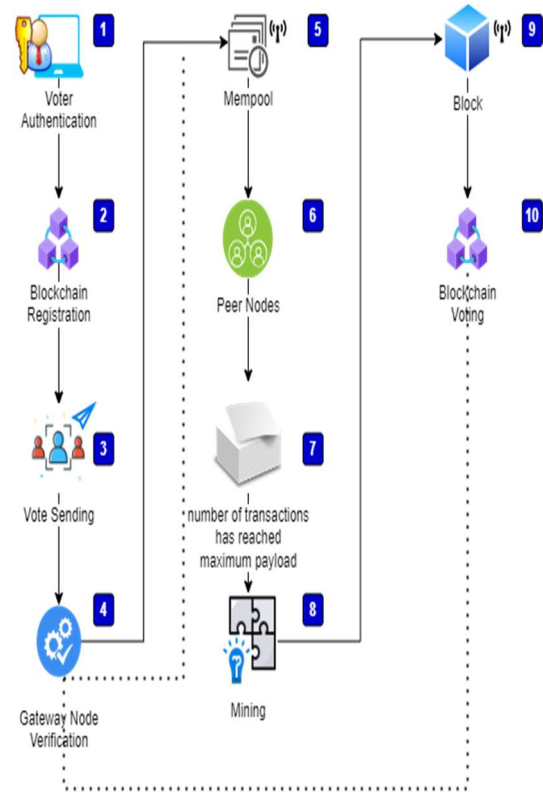 1
Voter
Authentication
2
Blockchain
Registration
3
Vote Sending
4
Gateway Node
Verification
5
Mempool
6
Peer Nodes
7
number of transactions
has reached
maximum payload
8
Mining
9
Block
10
Blockchain
Voting